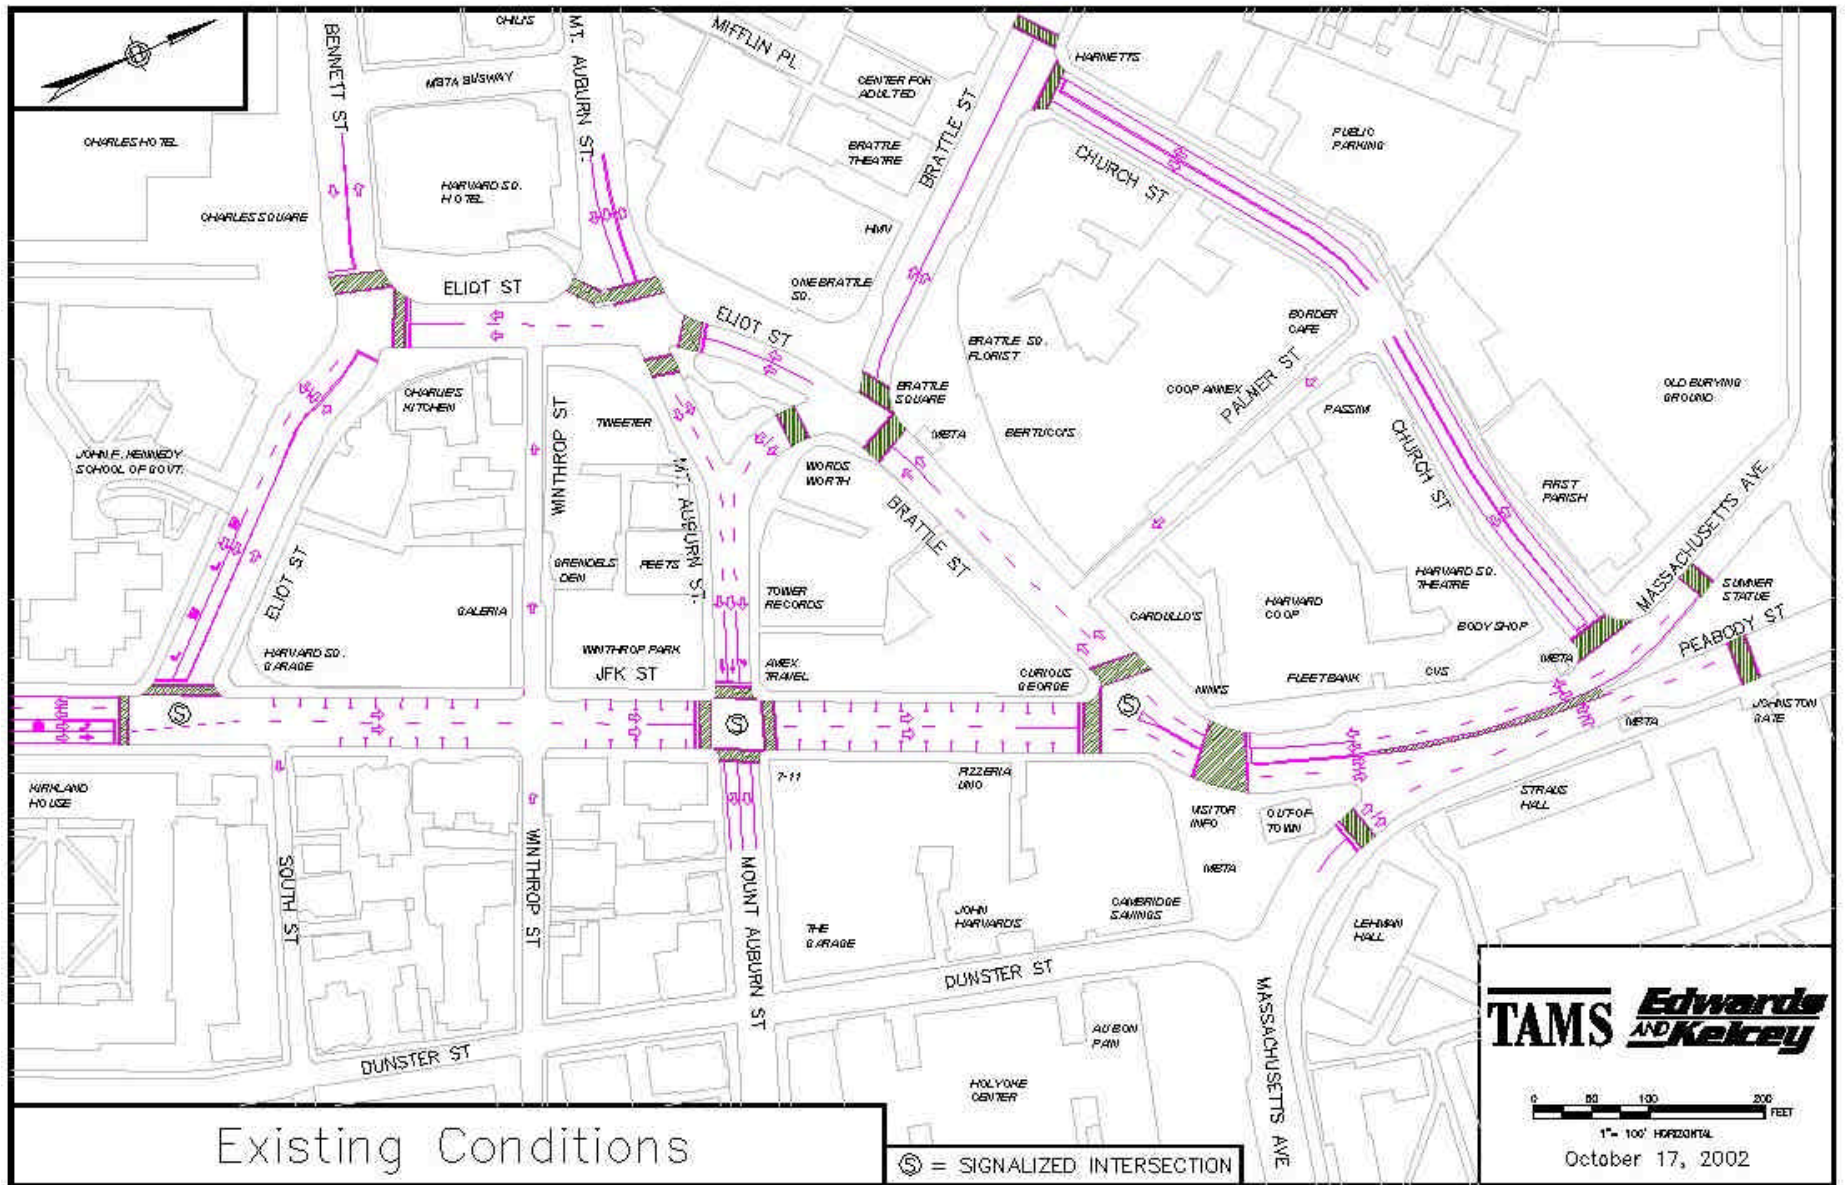 CHILI'S
BENNETT ST.
MT. AUBURN ST.
MIFFLIN PL
MBTA BUSWAY
HARNETTS
CENTER FOR
ADULT ED
CHARLES HOTEL
BRATTLE
THEATRE
BRATTLE ST
PUBLIC
PARKING
CHURCH ST
HARVARD SQ.
HOTEL
CHARLES SQUARE
HMV
ELIOT ST
ONE BRATTLE
SQ.
ELIOT ST
BORDER
CAFE
BRATTLE SQ.
FLORIST
CHARLIE'S
KITCHEN
BRATTLE
SQUARE
COOP ANNEX
PALMER ST
OLD BURYING
GROUND
PASSIM
TWEETER
WINTHROP ST
MBTA
BERTUCCI'S
JOHN F. KENNEDY
SCHOOL OF GOVT.
WORDS
WORTH
CHURCH ST
FIRST
PARISH
MT. AUBURN ST.
BRATTLE ST
MASSACHUSETTS AVE
ELIOT ST
GRENDELS
DEN
PEETS
HARVARD SQ.
THEATRE
SUMNER
STATUE
GALERIA
TOWER
RECORDS
CARDULLO'S
HARVARD
COOP
BODY SHOP
PEABODY ST
HARVARD SQ.
GARAGE
WINTHROP PARK
JFK ST
AMEX
TRAVEL
CURIOUS
GEORGE
NINI'S
FLEETBANK
CVS
MBTA
S
S
S
MBTA
JOHNSTON
GATE
KIRKLAND
HOUSE
7-11
PIZZERIA
UNO
VISITOR
INFO
OUT OF
TOWN
STRAUS
HALL
SOUTH ST
WINTHROP ST
MOUNT AUBURN ST
MBTA
THE
GARAGE
JOHN
HARVARD'S
CAMBRIDGE
SAVINGS
LEHMAN
HALL
DUNSTER ST
DUNSTER ST
MASSACHUSETTS AVE
AU BON
PAIN
HOLYOKE
CENTER
TAMS
Edwards
AND Kelcey
0 50 100 200
FEET
1"= 100' HORIZONTAL
October 17, 2002
Existing Conditions
S = SIGNALIZED INTERSECTION